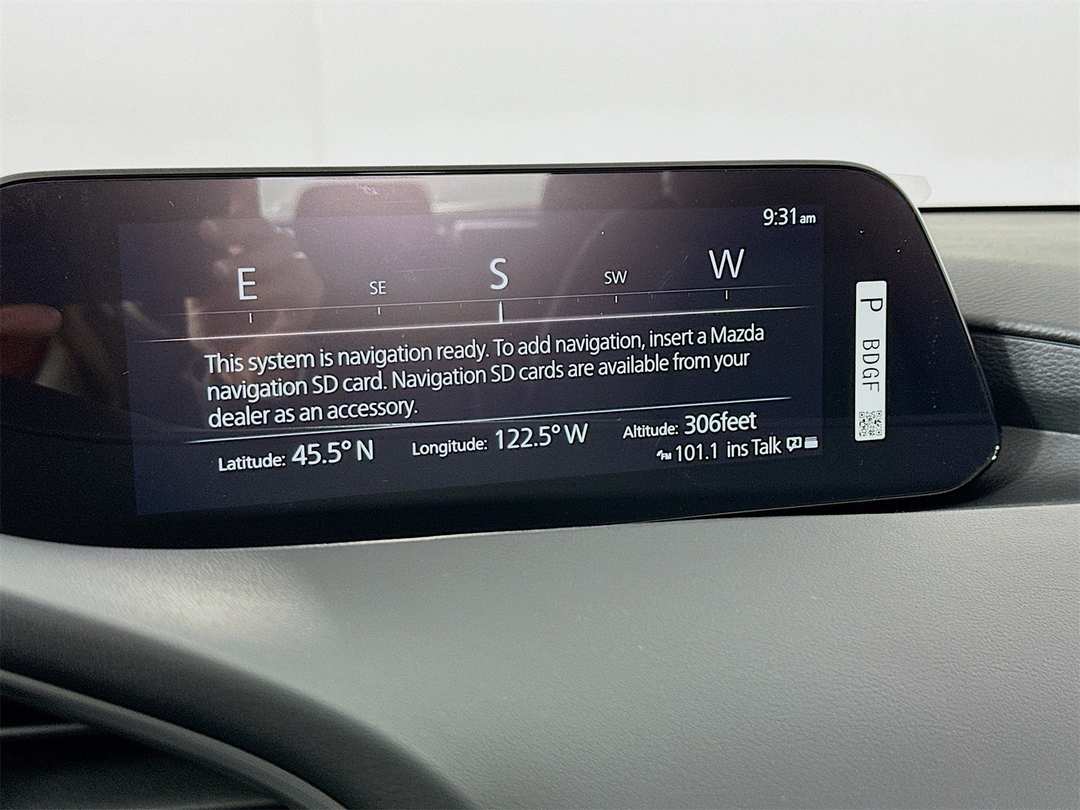 9:31am
E SE S SW W
This system is navigation ready. To add navigation, insert a Mazda
navigation SD card. Navigation SD cards are available from your
dealer as an accessory.
Latitude: 45.5° N Longitude: 122.5° W Altitude: 306feet
FM 101.1 ins Talk
P BDGF